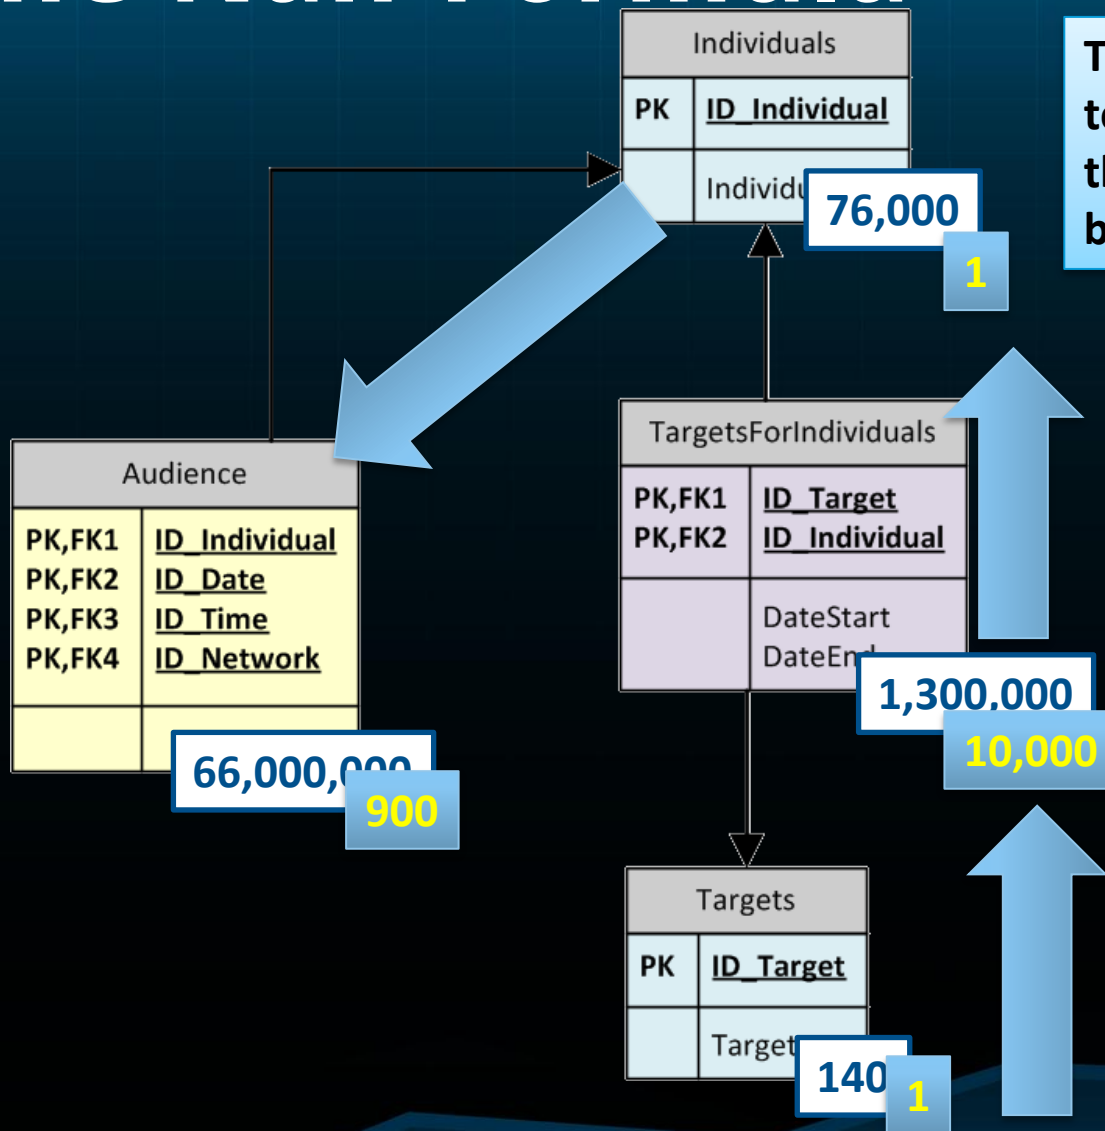 Individuals
PK ID_Individual
76,000
1
Audience
PK,FK1 ID_Individual
PK,FK2 ID_Date
PK,FK3 ID_Time
PK,FK4 ID_Network
900
TargetsForIndividuals
PK,FK1 ID_Target
PK,FK2 ID_Individual
DateStart
1,300,000
10,000
Targets
PK ID_Target
Target
140
1